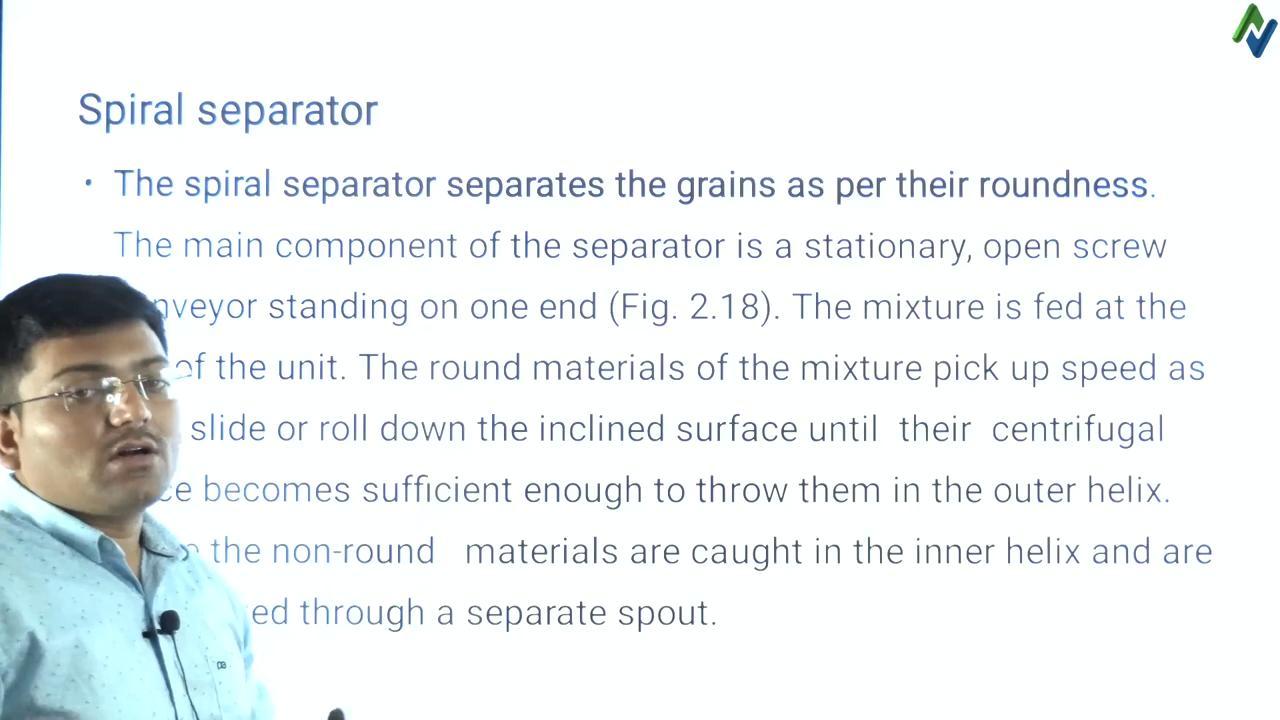 Spiral separator
• The spiral separator separates the grains as per their roundness.
The main component of the separator is a stationary, open screw
nveyor standing on one end (Fig. 2.18). The mixture is fed at the
of the unit. The round materials of the mixture pick up speed as
slide or roll down the inclined surface until their centrifugal
ce becomes sufficient enough to throw them in the outer helix.
the non-round materials are caught in the inner helix and are
ed through a separate spout.